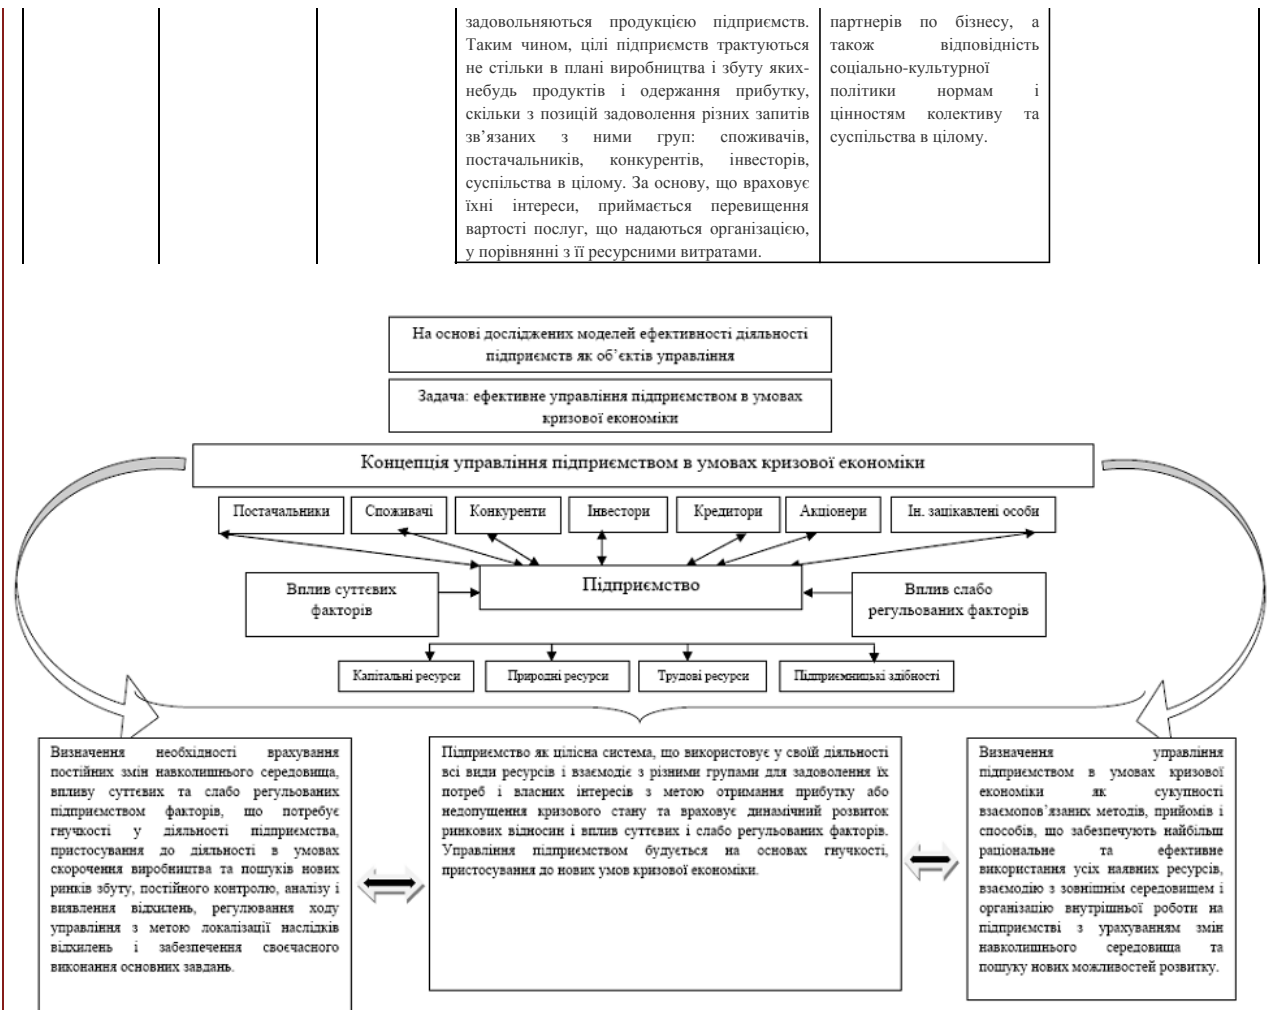 задовольняються продукцією підприємств.
Таким чином, цілі підприємств трактуються
не стільки в плані виробництва і збуту яких-
небудь продуктів і одержання прибутку,
скільки з позицій задоволення різних запитів
зв’язаних з ними груп: споживачів,
постачальників, конкурентів, інвесторів,
суспільства в цілому. За основу, що враховує
їхні інтереси, приймається перевищення
вартості послуг, що надаються організацією,
у порівнянні з її ресурсними витратами.
партнерів по бізнесу, а
також відповідність
соціально-культурної
політики нормам і
цінностям колективу та
суспільства в цілому.
На основі досліджених моделей ефективності діяльності
підприємств як об’єктів управління
Задача: ефективне управління підприємством в умовах
кризової економіки
Концепція управління підприємством в умовах кризової економіки
Постачальники
Споживачі
Конкуренти
Інвестори
Кредитори
Акціонери
Ін. зацікавлені особи
Підприємство
Вплив суттєвих
факторів
Вплив слабо
регульованих факторів
Капітальні ресурси
Природні ресурси
Трудові ресурси
Підприємницькі здібності
Визначення необхідності врахування
постійних змін навколишнього середовища,
впливу суттєвих та слабо регульованих
підприємством факторів, що потребує
гнучкості у діяльності підприємства,
пристосування до діяльності в умовах
скорочення виробництва та пошуків нових
ринків збуту, постійного контролю, аналізу і
виявлення відхилень, регулювання ходу
управління з метою локалізації наслідків
відхилень і забезпечення своєчасного
виконання основних завдань.
Підприємство як цілісна система, що використовує у своїй діяльності
всі види ресурсів і взаємодіє з різними групами для задоволення їх
потреб і власних інтересів з метою отримання прибутку або
недопущення кризового стану та враховує динамічний розвиток
ринкових відносин і вплив суттєвих і слабо регульованих факторів.
Управління підприємством будується на основах гнучкості,
пристосування до нових умов кризової економіки.
Визначення управління
підприємством в умовах кризової
економіки як сукупності
взаємопов’язаних методів, прийомів і
способів, що забезпечують найбільш
раціональне та ефективне
використання усіх наявних ресурсів,
взаємодію з зовнішнім середовищем і
організацію внутрішньої роботи на
підприємстві з урахуванням змін
навколишнього середовища та
пошуку нових можливостей розвитку.